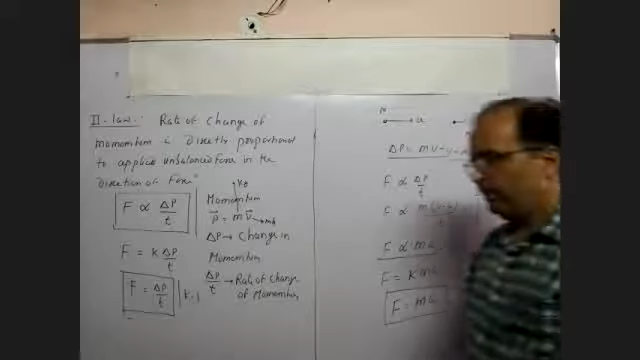 II - law :- Rate of Change of
momentum is directly proportional
to applied unbalanced force in the
direction of force"
F ∝ ΔP/t
F = K ΔP/t
F = ΔP/t
kg
Momentum
P⃗ = m v⃗ → m/s
ΔP → Change in
Momentum
ΔP/t → Rate of Change
of Momentum
m
u
ΔP = mv -
F ∝ ΔP/t
F ∝ m(v-u)/t
F ∝ ma
F = K ma
F = ma